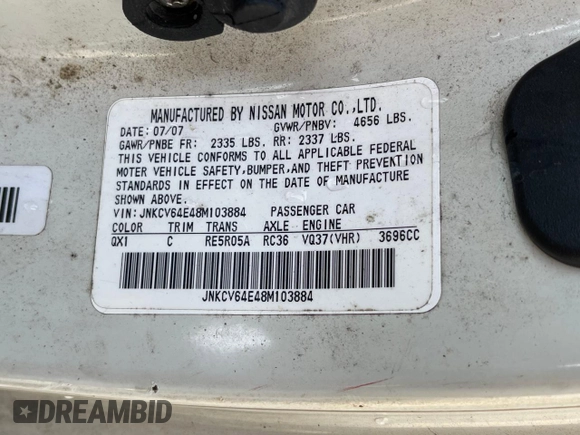 MANUFACTURED BY NISSAN MOTOR CO.,LTD.
DATE: 07/07 GVWR/PNBV: 4656 LBS.
GAWR/PNBE FR: 2335 LBS. RR: 2337 LBS.
THIS VEHICLE CONFORMS TO ALL APPLICABLE FEDERAL
MOTOR VEHICLE SAFETY,BUMPER,AND THEFT PREVENTION
STANDARDS IN EFFECT ON THE DATE OF MANUFACTURE
SHOWN ABOVE.
VIN: JNKCV64E48M103884 PASSENGER CAR
COLOR TRIM TRANS AXLE ENGINE
QX1 C RE5R05A RC36 VQ37(VHR) 3696CC
JNKCV64E48M103884
DREAMBID